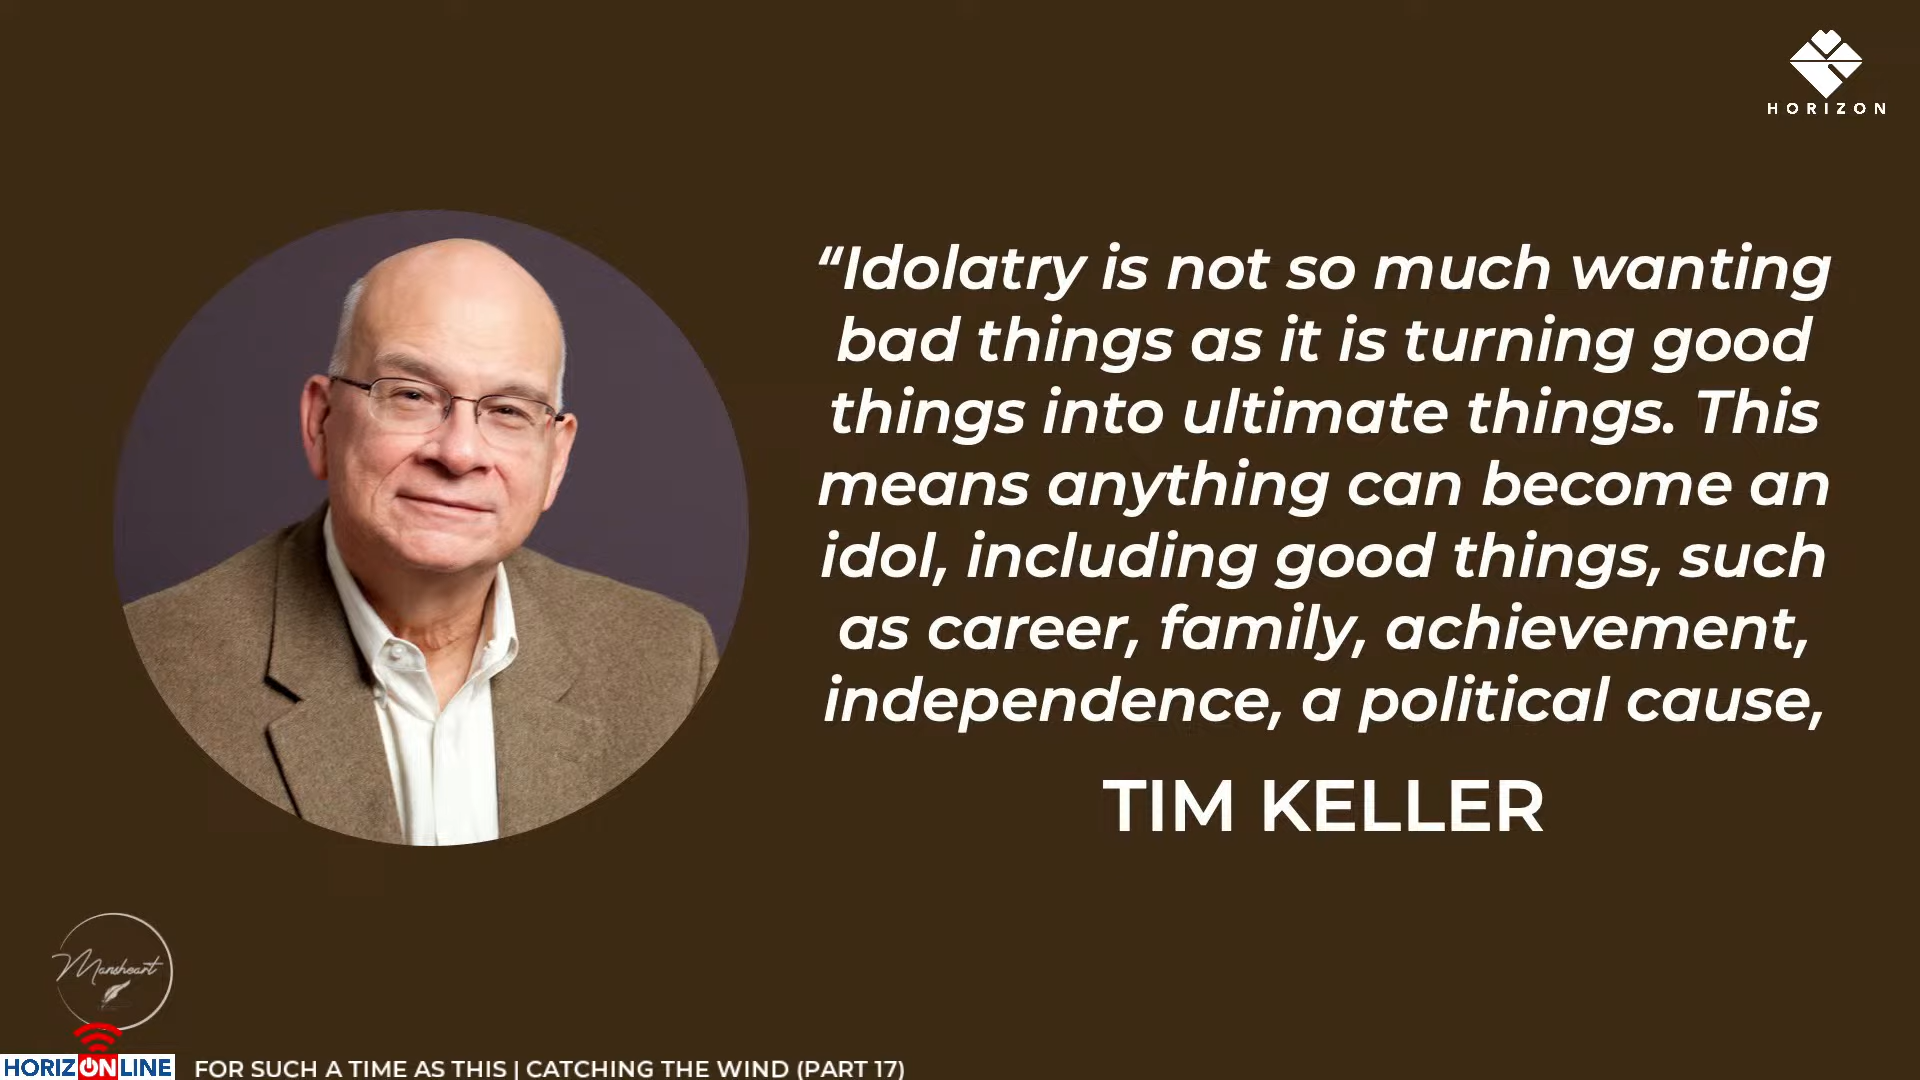 HORIZON
“Idolatry is not so much wanting
bad things as it is turning good
things into ultimate things. This
means anything can become an
idol, including good things, such
as career, family, achievement,
independence, a political cause,
TIM KELLER
Mansheart
HORIZONLINE
FOR SUCH A TIME AS THIS | CATCHING THE WIND (PART 17)